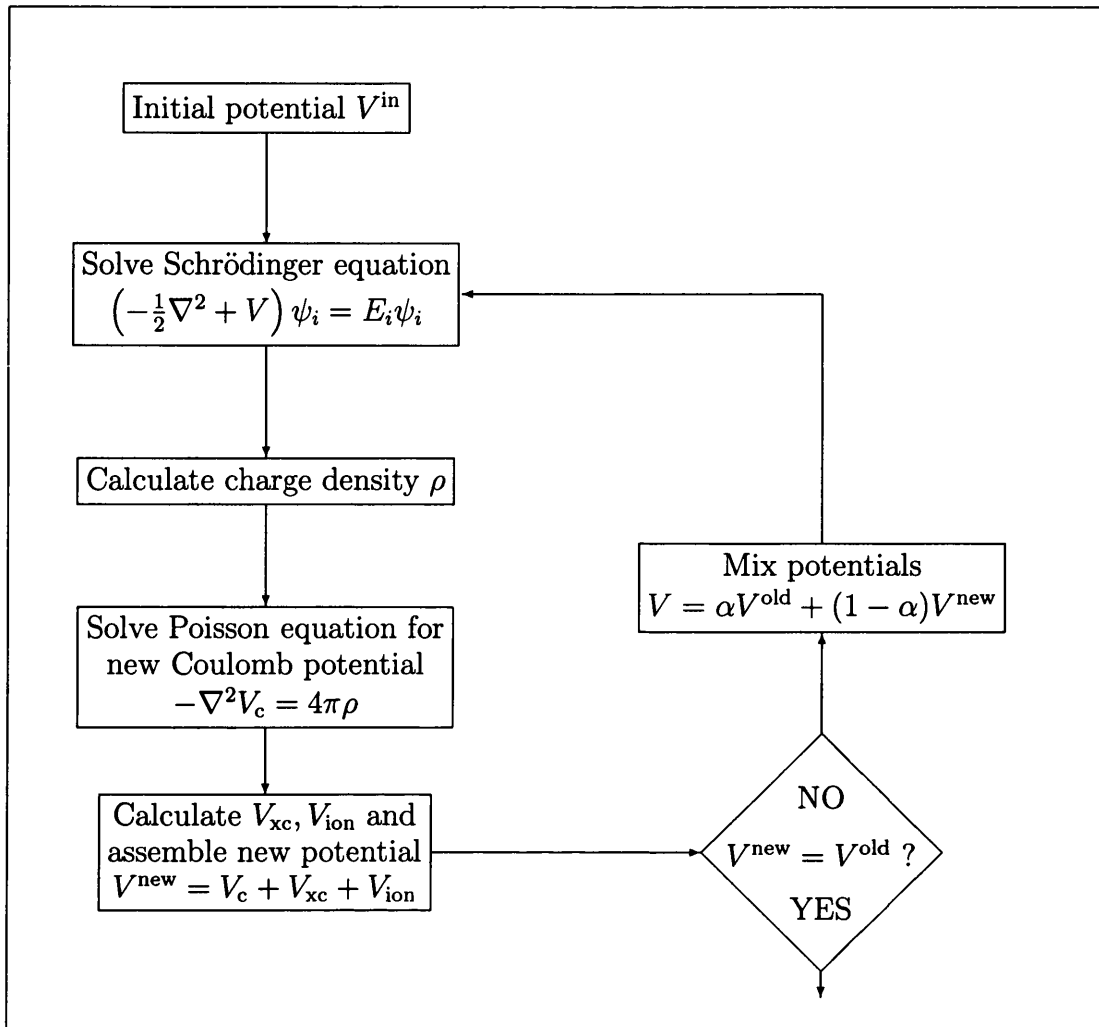 Initial potential V^in
Solve Schrödinger equation
(−½∇² + V) ψ_i = E_iψ_i
Calculate charge density ρ
Solve Poisson equation for
new Coulomb potential
−∇²V_c = 4πρ
Calculate V_xc, V_ion and
assemble new potential
V^new = V_c + V_xc + V_ion
NO
V^new = V^old ?
YES
Mix potentials
V = αV^old + (1 − α)V^new